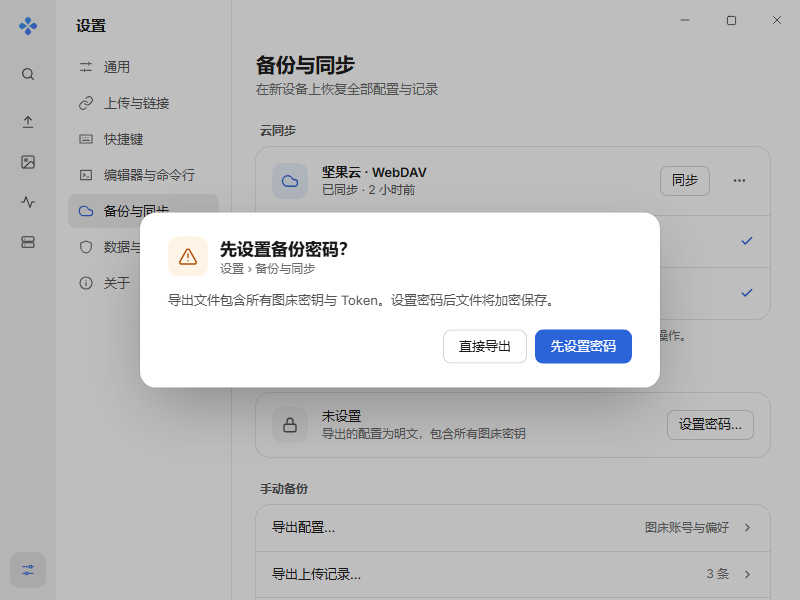 设置
通用
上传与链接
快捷键
编辑器与命令行
备份与同步
数据与
关于
备份与同步
在新设备上恢复全部配置与记录
云同步
坚果云 · WebDAV
已同步 · 2 小时前
同步
先设置备份密码？
设置 › 备份与同步
导出文件包含所有图床密钥与 Token。设置密码后文件将加密保存。
直接导出
先设置密码
操作。
未设置
导出的配置为明文，包含所有图床密钥
设置密码...
手动备份
导出配置...
图床账号与偏好
导出上传记录...
3 条